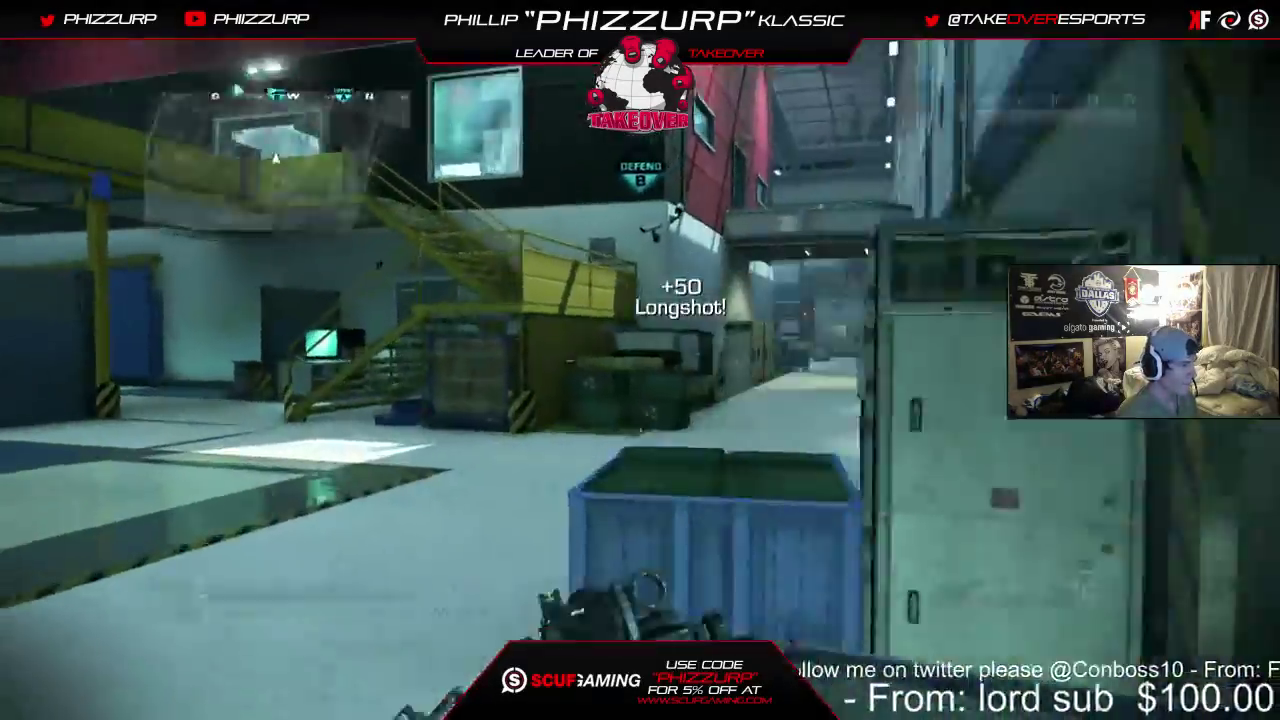 PHIZZURP
PHIIZZURP
PHILLIP "PHIZZURP" KLASSIC
@TAKEOVERESPORTS
LEADER OF TAKEOVER
TAKEOVER
DEFEND
B
+50
Longshot!
DALLAS
elgato gaming
astro
SCUFGAMING
USE CODE
"PHIZZURP"
FOR 5% OFF AT
WWW.SCUFGAMING.COM
ollow me on twitter please @Conboss10 - From: F
- From: lord sub $100.00